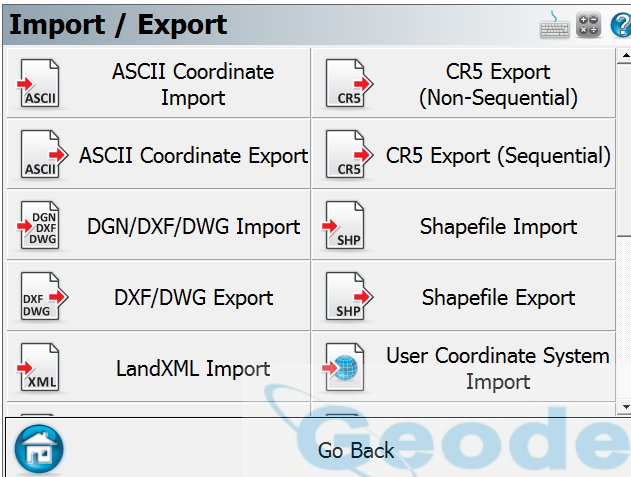 Import / Export
ASCII
ASCII Coordinate
Import
CR5
CR5 Export
(Non-Sequential)
ASCII
ASCII Coordinate Export
CR5
CR5 Export (Sequential)
DGN
DXF
DWG
DGN/DXF/DWG Import
SHP
Shapefile Import
DXF
DWG
DXF/DWG Export
SHP
Shapefile Export
XML
LandXML Import
User Coordinate System
Import
Go Back
Geode